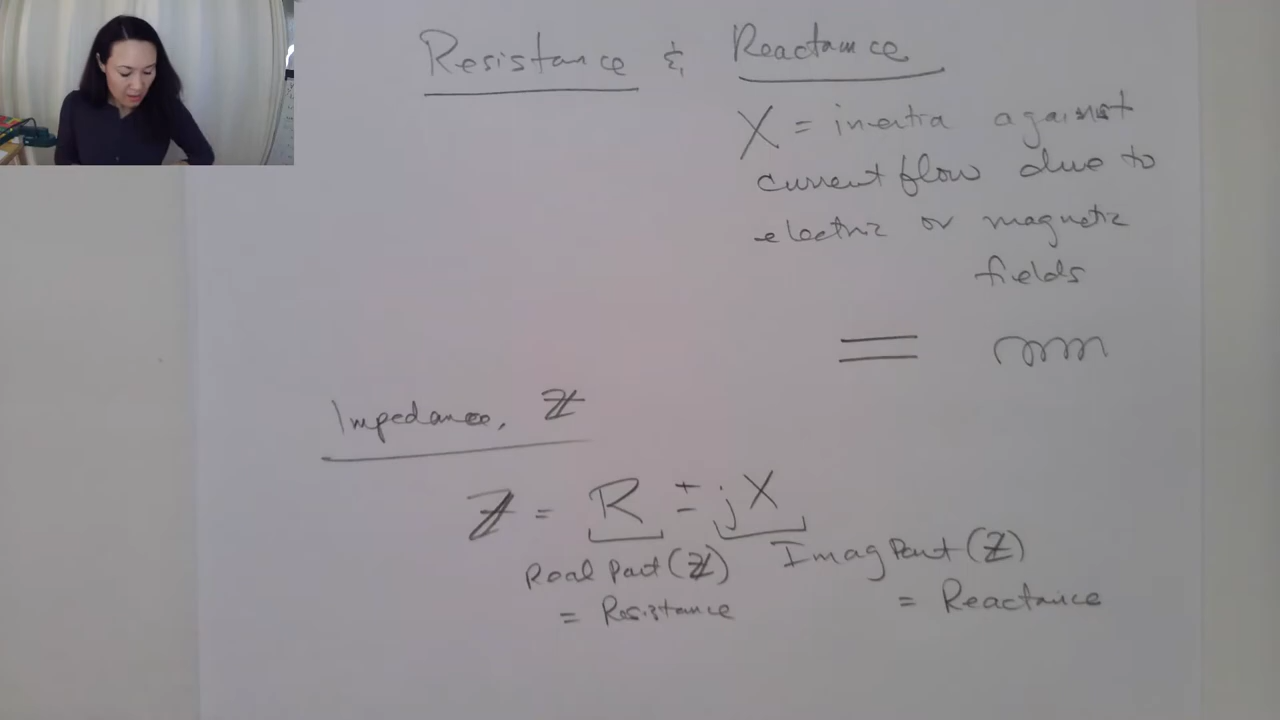 Resistance & Reactance
X = inertia against
current flow due to
electric or magnetic
fields
Impedance, Z
Z = R ± jX
Real Part (Z)
= Resistance
Imag Part (Z)
= Reactance